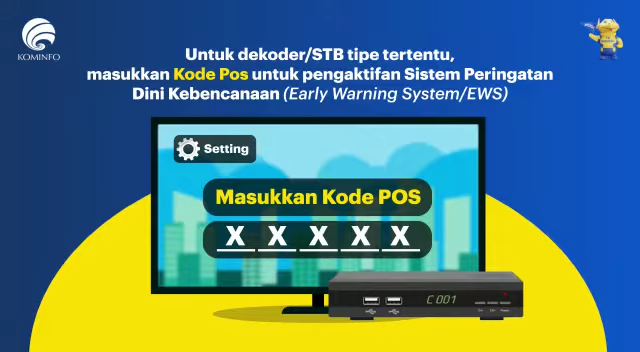 KOMINFO
Untuk dekoder/STB tipe tertentu,
masukkan Kode Pos untuk pengaktifan Sistem Peringatan
Dini Kebencanaan (Early Warning System/EWS)
Setting
Masukkan Kode POS
X X X X X
C 001